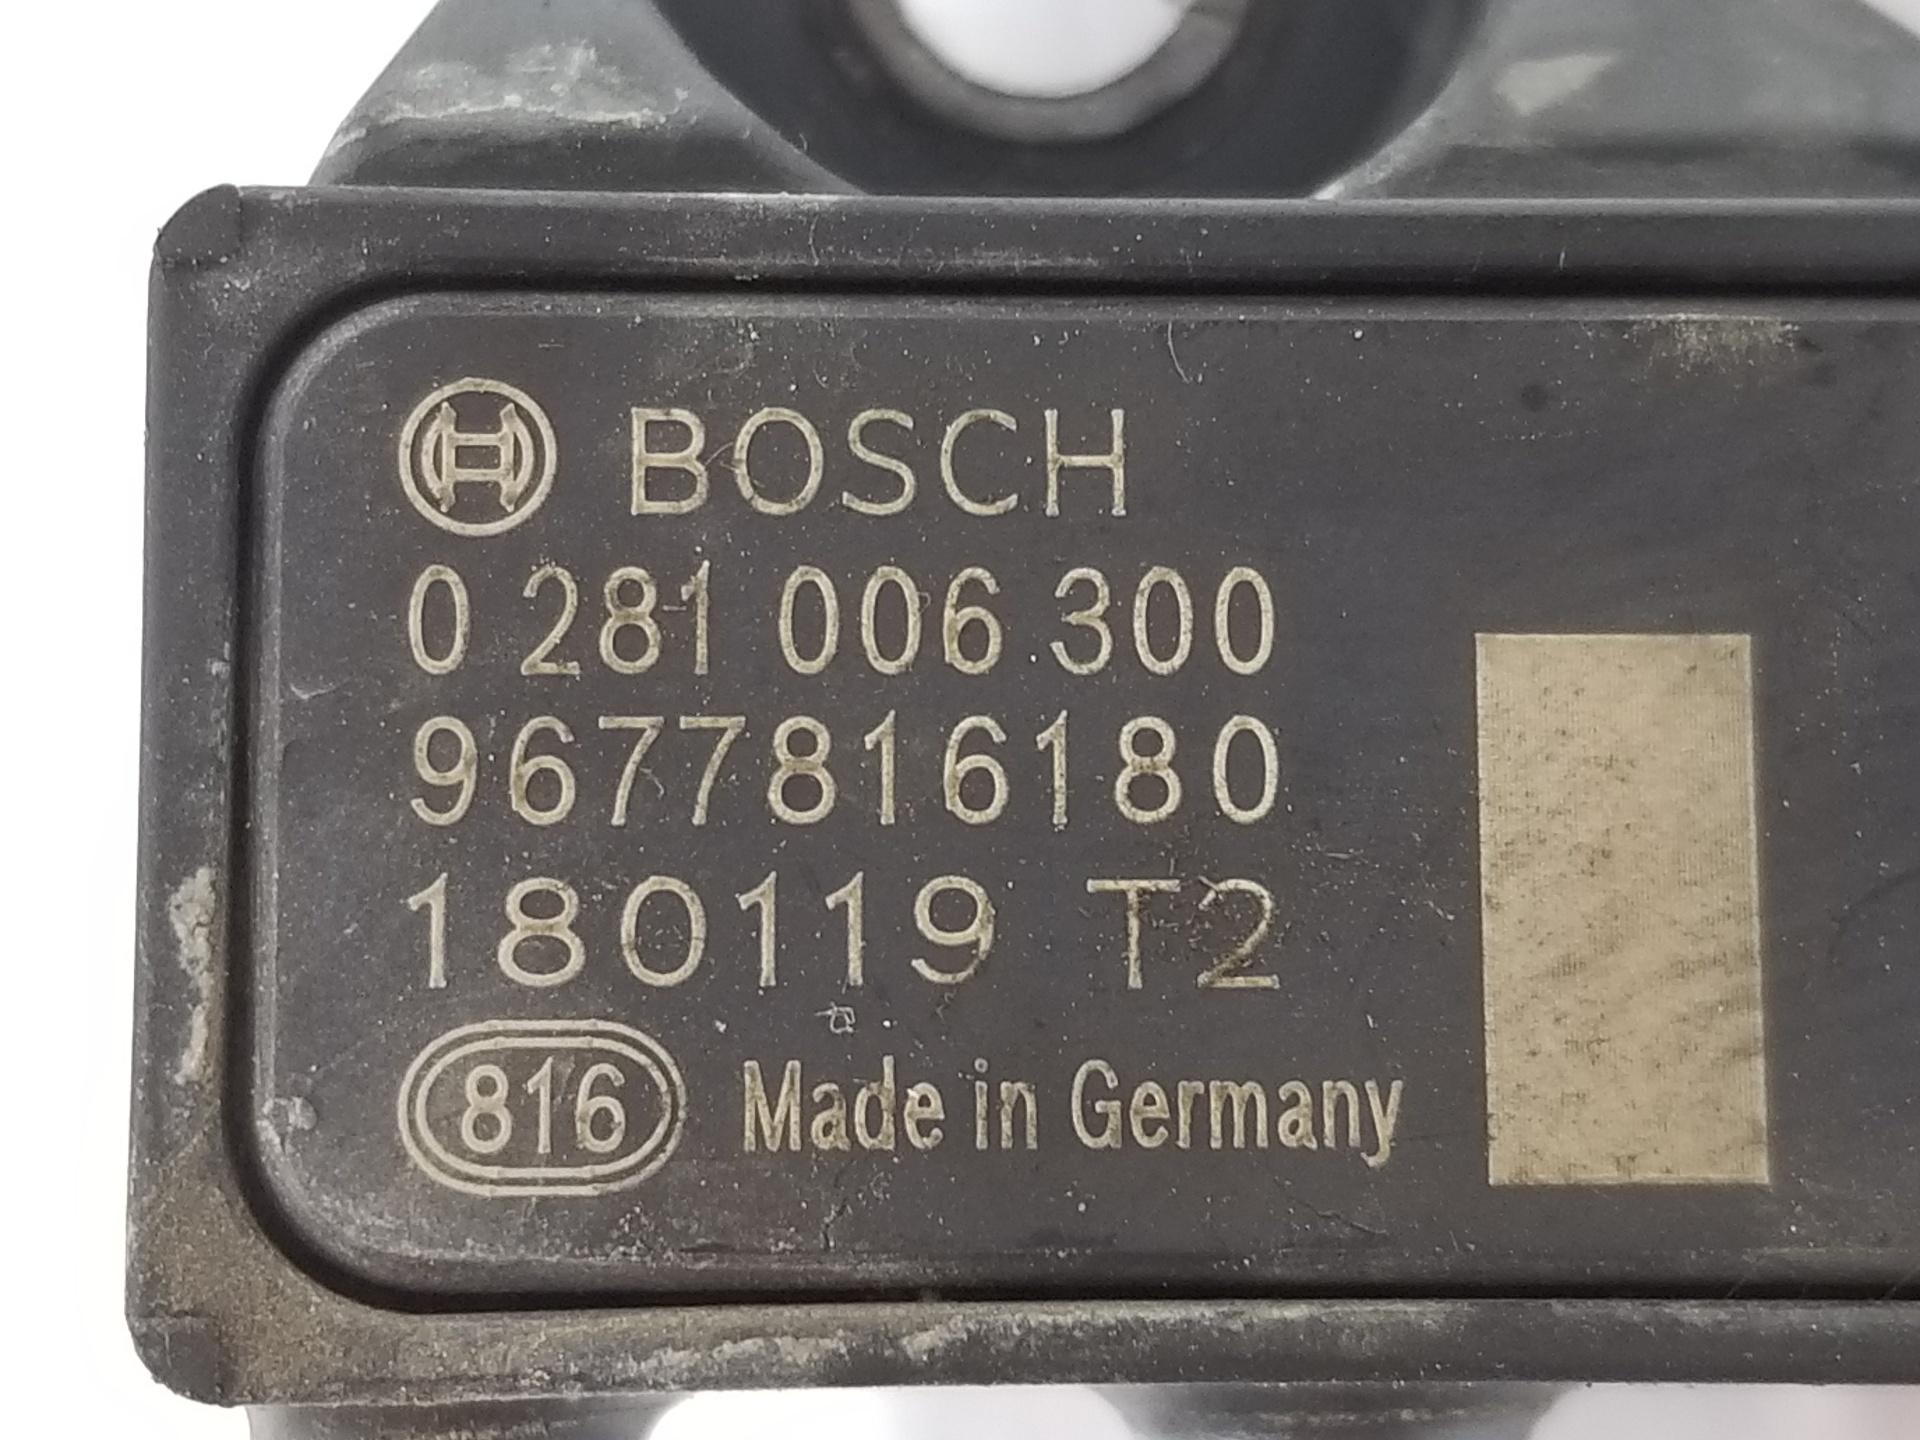 BOSCH
0 281 006 300
9677816180
180119 T2
816 Made in Germany